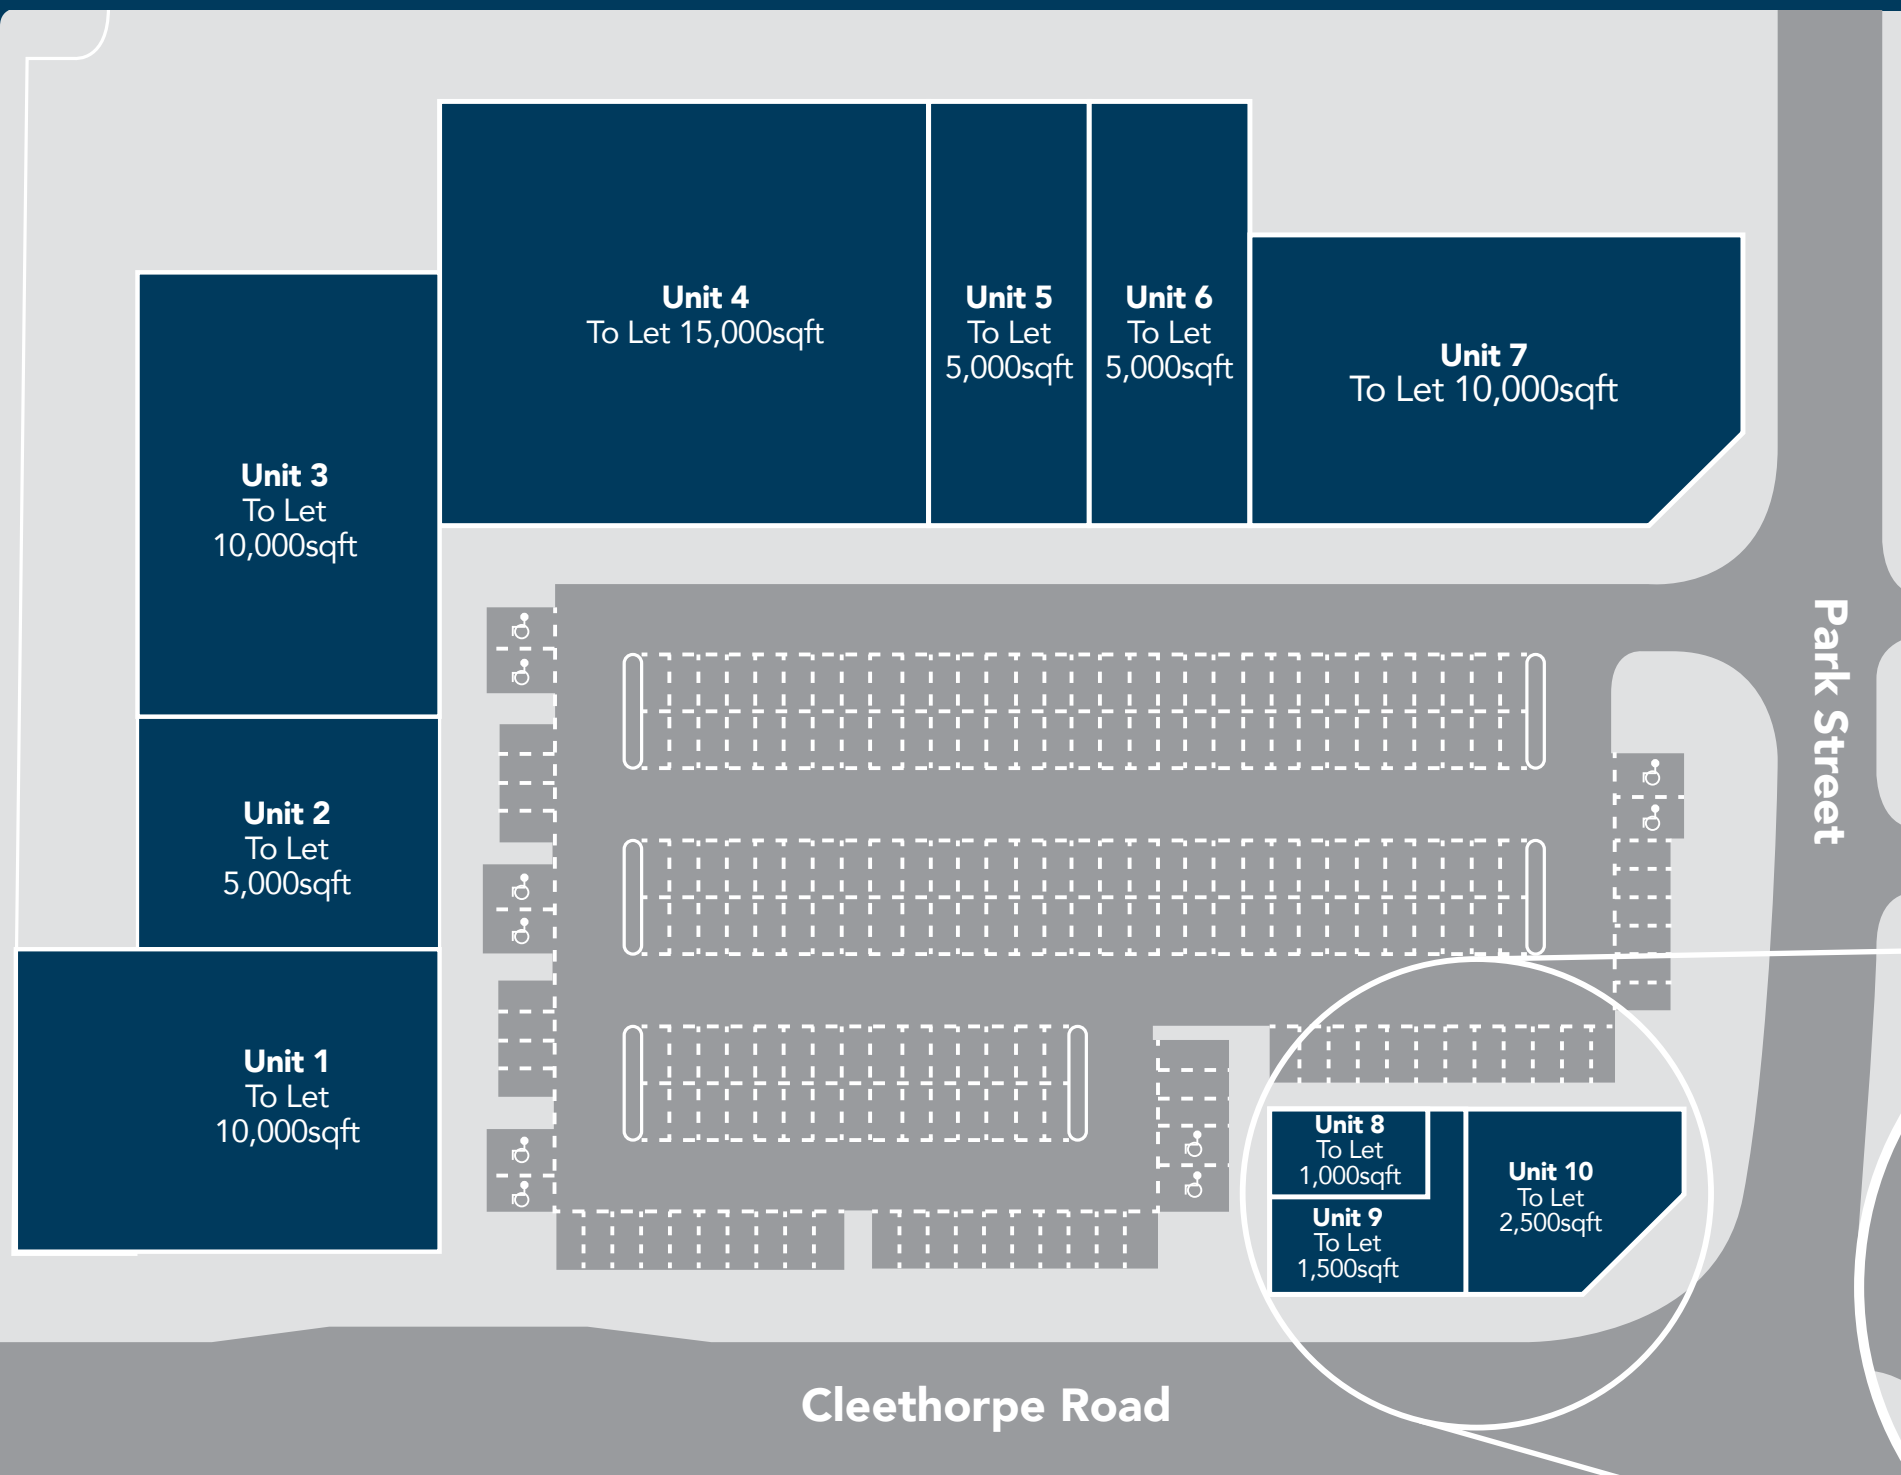 Unit 4
To Let 15,000sqft
Unit 5
To Let
5,000sqft
Unit 6
To Let
5,000sqft
Unit 7
To Let 10,000sqft
Unit 3
To Let
10,000sqft
Unit 2
To Let
5,000sqft
Unit 1
To Let
10,000sqft
Park Street
Unit 8
To Let
1,000sqft
Unit 9
To Let
1,500sqft
Unit 10
To Let
2,500sqft
Cleethorpe Road